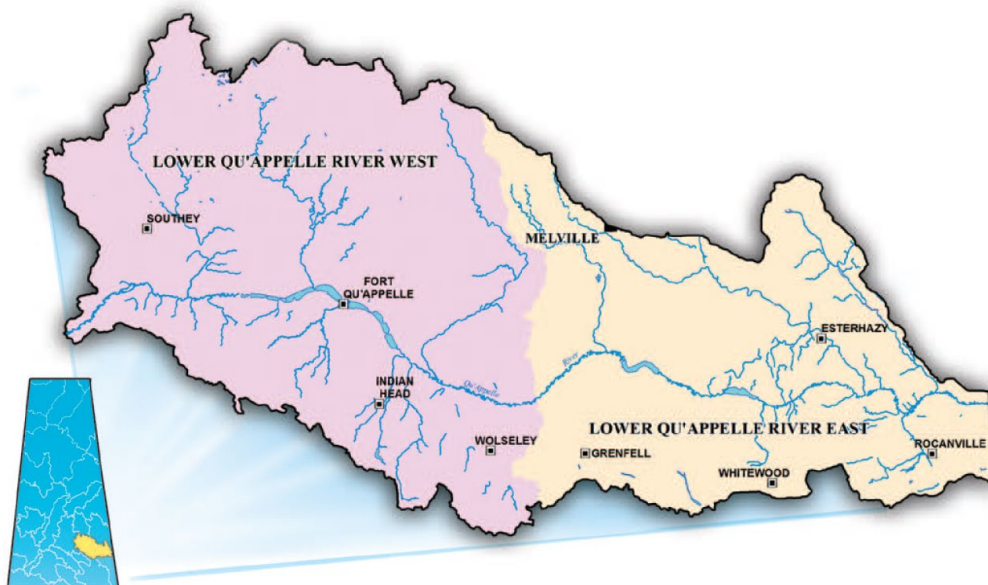 LOWER QU'APPELLE RIVER WEST
SOUTHEY
MELVILLE
FORT
QU'APPELLE
ESTERHAZY
River
INDIAN
HEAD
Qu'Appelle
LOWER QU'APPELLE RIVER EAST
WOLSELEY
GRENFELL
ROCANVILLE
WHITEWOOD